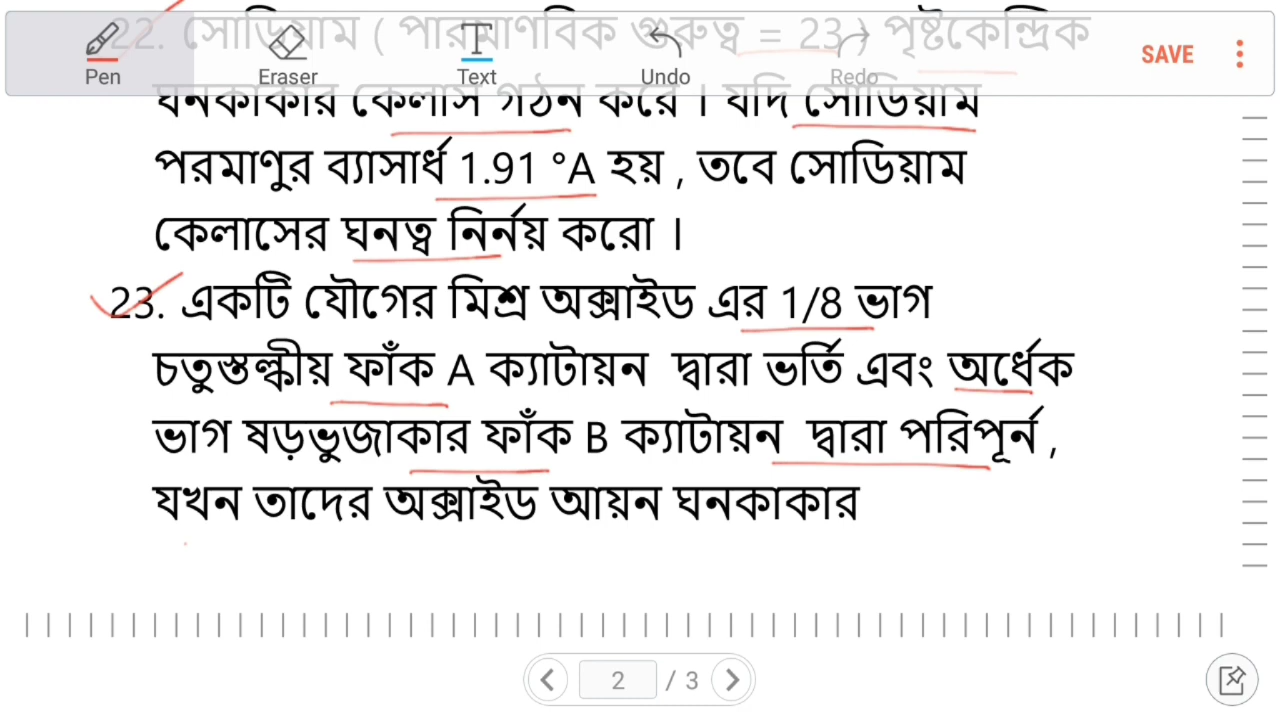 22. সোডিয়াম ( পারমাণবিক গুরুত্ব = 23 ) পৃষ্টকেন্দ্রিক
Pen Eraser Text Undo Redo SAVE
ঘনকাকার কেলাস গঠন করে । যদি সোডিয়াম
পরমাণুর ব্যাসার্ধ 1.91 °A হয় , তবে সোডিয়াম
কেলাসের ঘনত্ব নির্নয় করো ।
23. একটি যৌগের মিশ্র অক্সাইড এর 1/8 ভাগ
চতুস্তল্কীয় ফাঁক A ক্যাটায়ন দ্বারা ভর্তি এবং অর্ধেক
ভাগ ষড়ভুজাকার ফাঁক B ক্যাটায়ন দ্বারা পরিপূর্ন ,
যখন তাদের অক্সাইড আয়ন ঘনকাকার
2 / 3